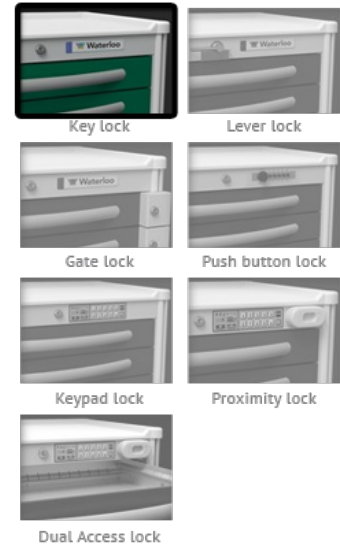 Waterloo
Waterloo
Key lock
Lever lock
Waterloo
Gate lock
Push button lock
Keypad lock
Proximity lock
Dual Access lock